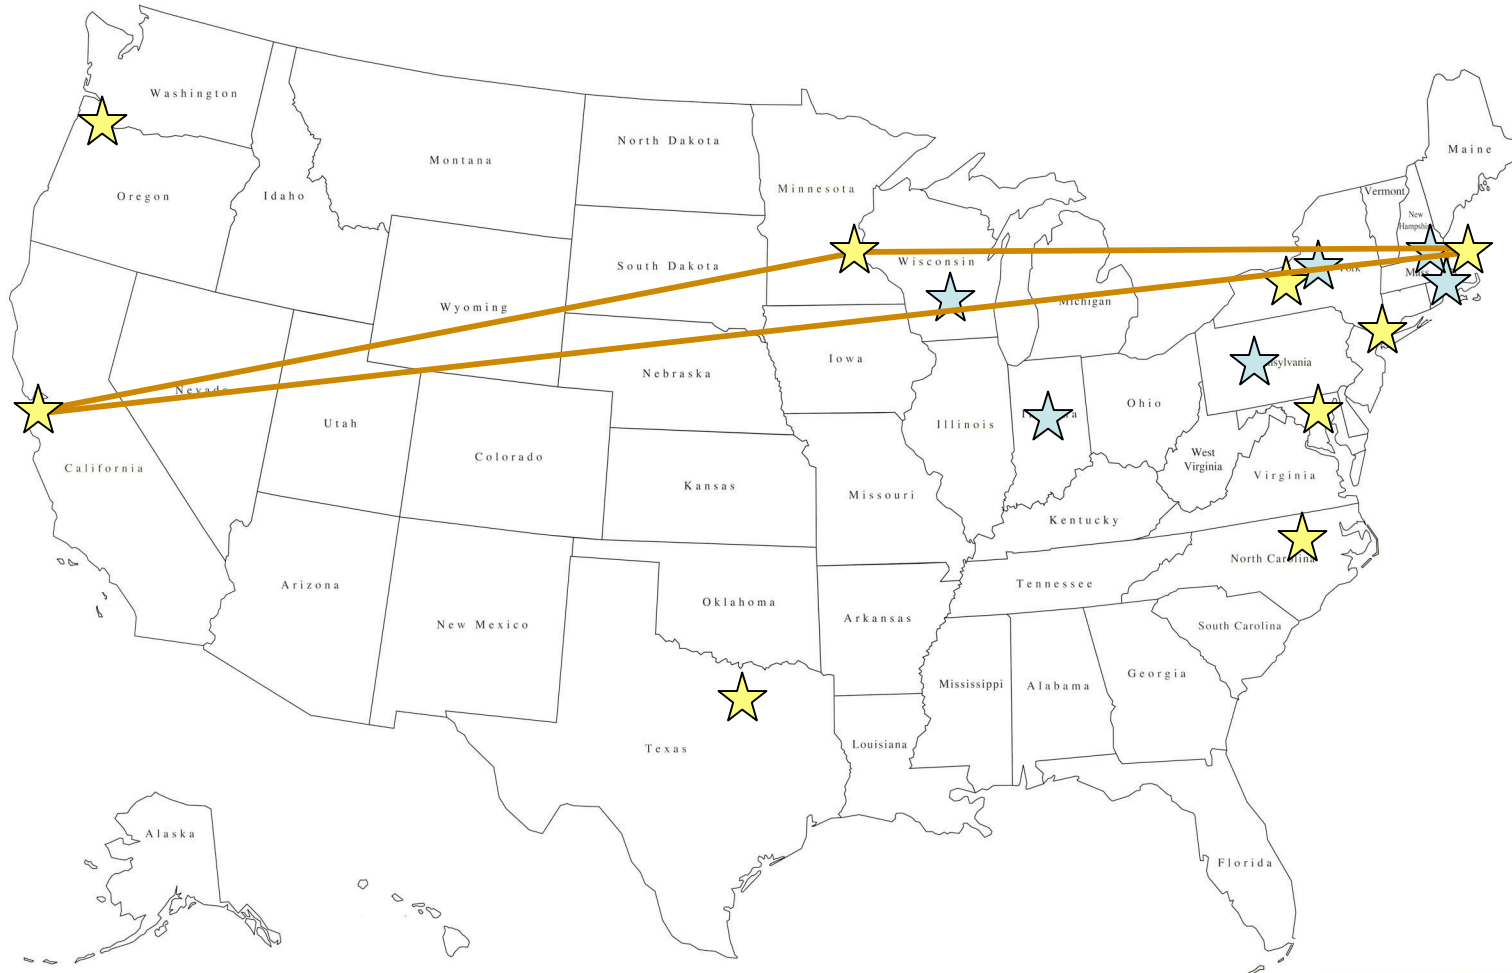 Washington
Oregon
Idaho
Montana
North Dakota
Minnesota
South Dakota
Wyoming
Wisconsin
Michigan
Vermont
New
Maine
Nebraska
Iowa
Illinois
Ohio
sylvania
Utah
Colorado
California
Kansas
Missouri
West
Virginia
Virginia
Kentucky
Arizona
New Mexico
Oklahoma
Arkansas
Tennessee
North Carolina
South Carolina
Mississippi
Alabama
Georgia
Texas
Louisiana
Alaska
Florida